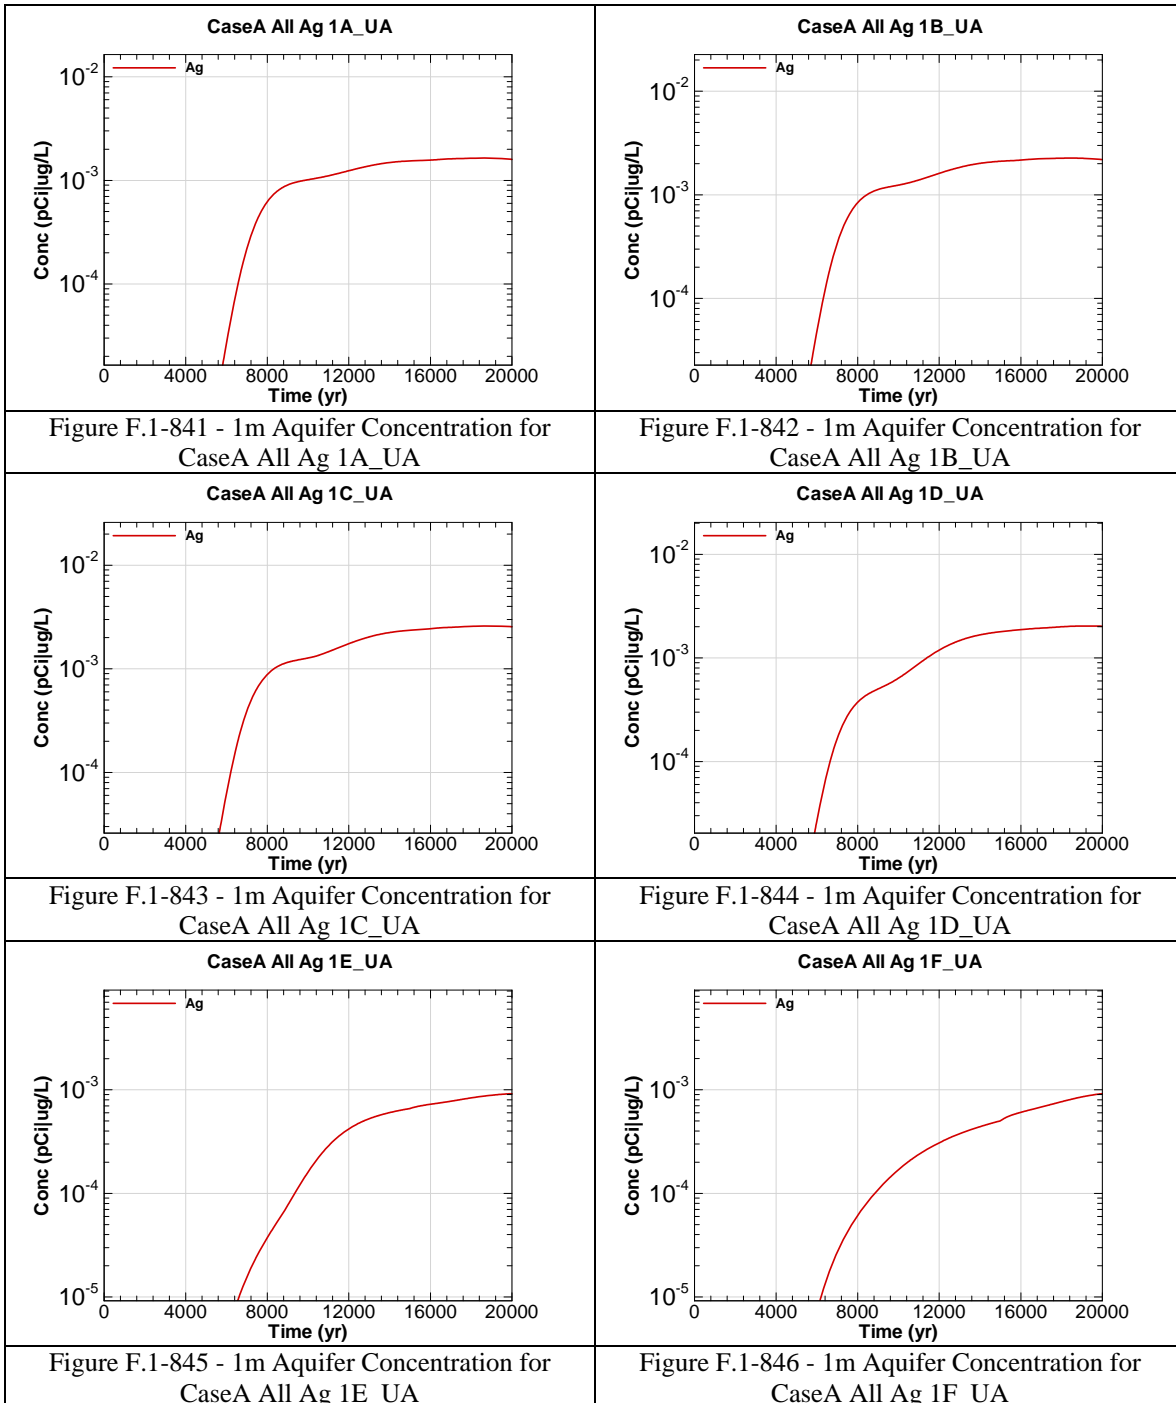 CaseA All Ag 1A_UA
Ag
10-2
10-3
10-4
Conc (pCi|ug/L)
0 4000 8000 12000 16000 20000
Time (yr)
Figure F.1-841 - 1m Aquifer Concentration for
CaseA All Ag 1A_UA
CaseA All Ag 1B_UA
Ag
10-2
10-3
10-4
Conc (pCi|ug/L)
0 4000 8000 12000 16000 20000
Time (yr)
Figure F.1-842 - 1m Aquifer Concentration for
CaseA All Ag 1B_UA
CaseA All Ag 1C_UA
Ag
10-2
10-3
10-4
Conc (pCi|ug/L)
0 4000 8000 12000 16000 20000
Time (yr)
Figure F.1-843 - 1m Aquifer Concentration for
CaseA All Ag 1C_UA
CaseA All Ag 1D_UA
Ag
10-2
10-3
10-4
Conc (pCi|ug/L)
0 4000 8000 12000 16000 20000
Time (yr)
Figure F.1-844 - 1m Aquifer Concentration for
CaseA All Ag 1D_UA
CaseA All Ag 1E_UA
Ag
10-3
10-4
10-5
Conc (pCi|ug/L)
0 4000 8000 12000 16000 20000
Time (yr)
Figure F.1-845 - 1m Aquifer Concentration for
CaseA All Ag 1E_UA
CaseA All Ag 1F_UA
Ag
10-3
10-4
10-5
Conc (pCi|ug/L)
0 4000 8000 12000 16000 20000
Time (yr)
Figure F.1-846 - 1m Aquifer Concentration for
CaseA All Ag 1F_UA